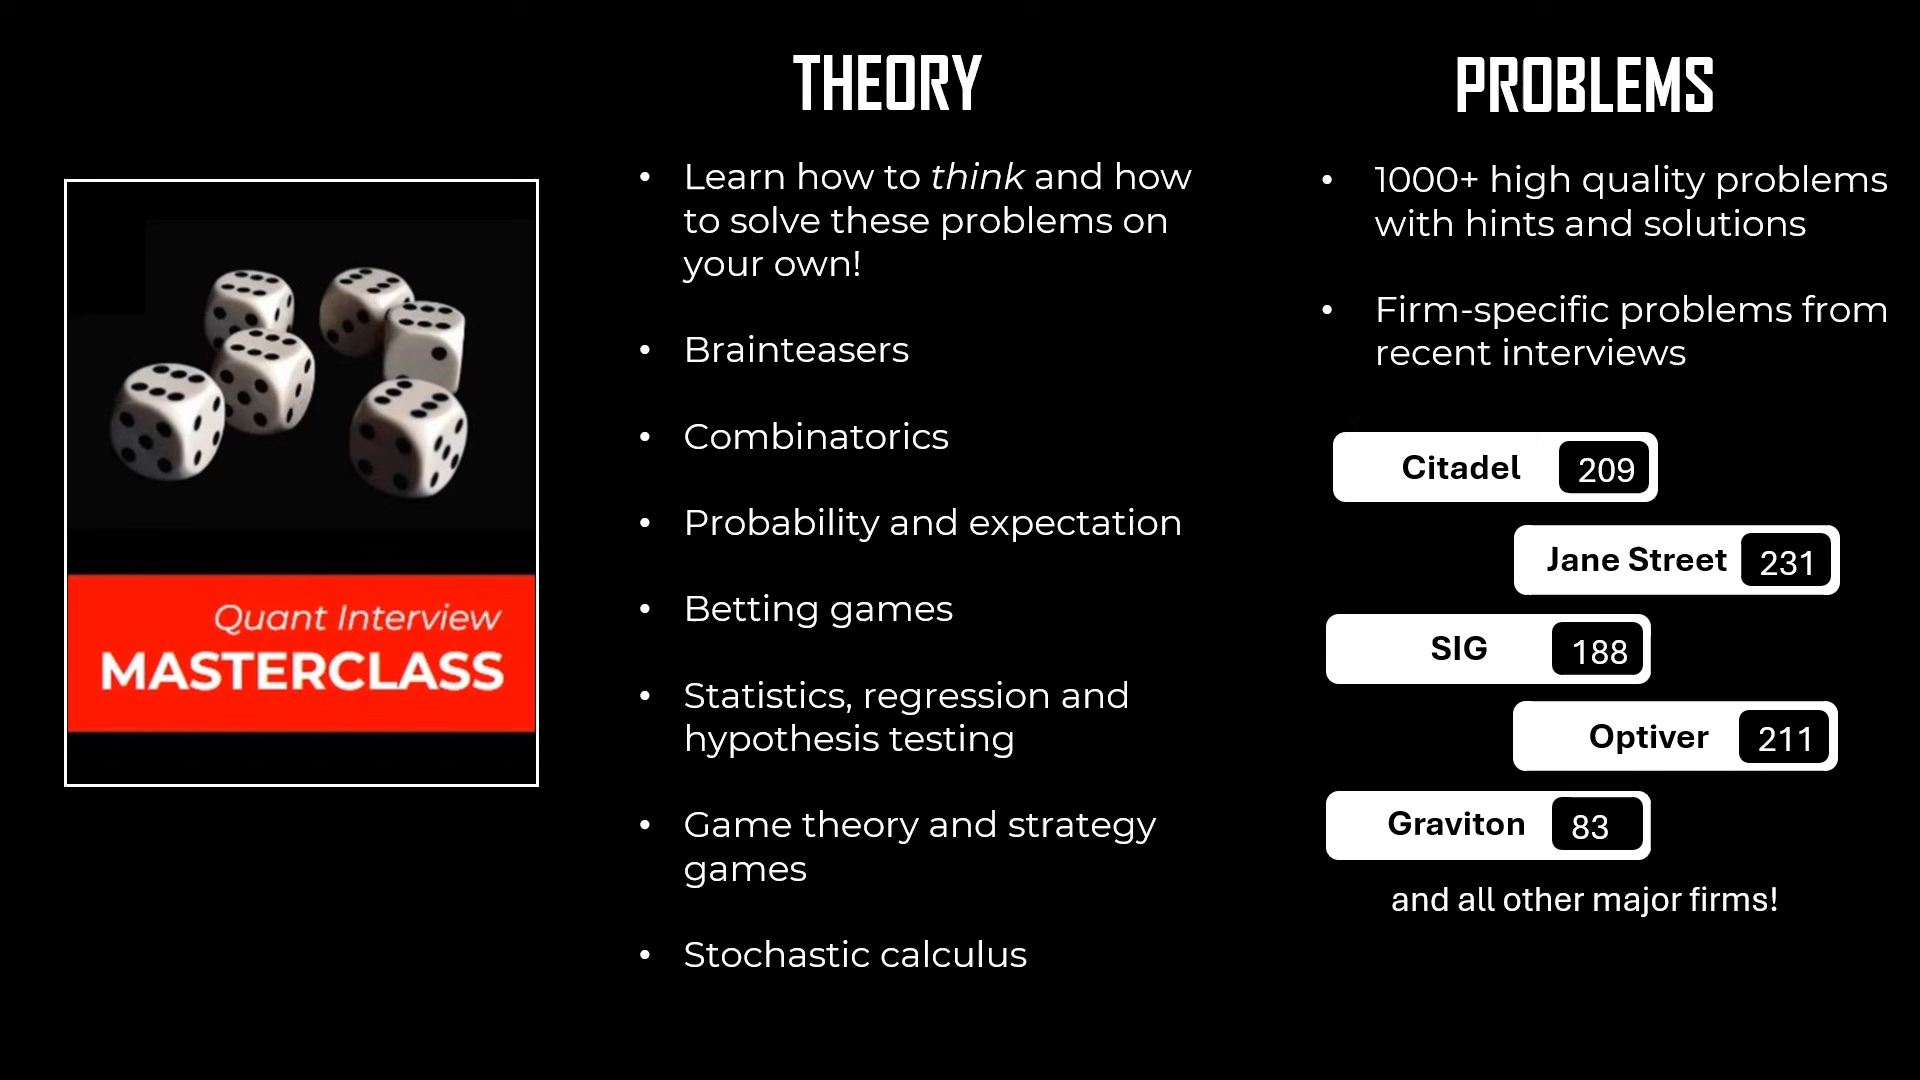 THEORY
• Learn how to think and how
to solve these problems on
your own!
• Brainteasers
• Combinatorics
• Probability and expectation
• Betting games
• Statistics, regression and
hypothesis testing
• Game theory and strategy
games
• Stochastic calculus
PROBLEMS
• 1000+ high quality problems
with hints and solutions
• Firm-specific problems from
recent interviews
Citadel 209
Jane Street 231
SIG 188
Optiver 211
Graviton 83
and all other major firms!
Quant Interview
MASTERCLASS